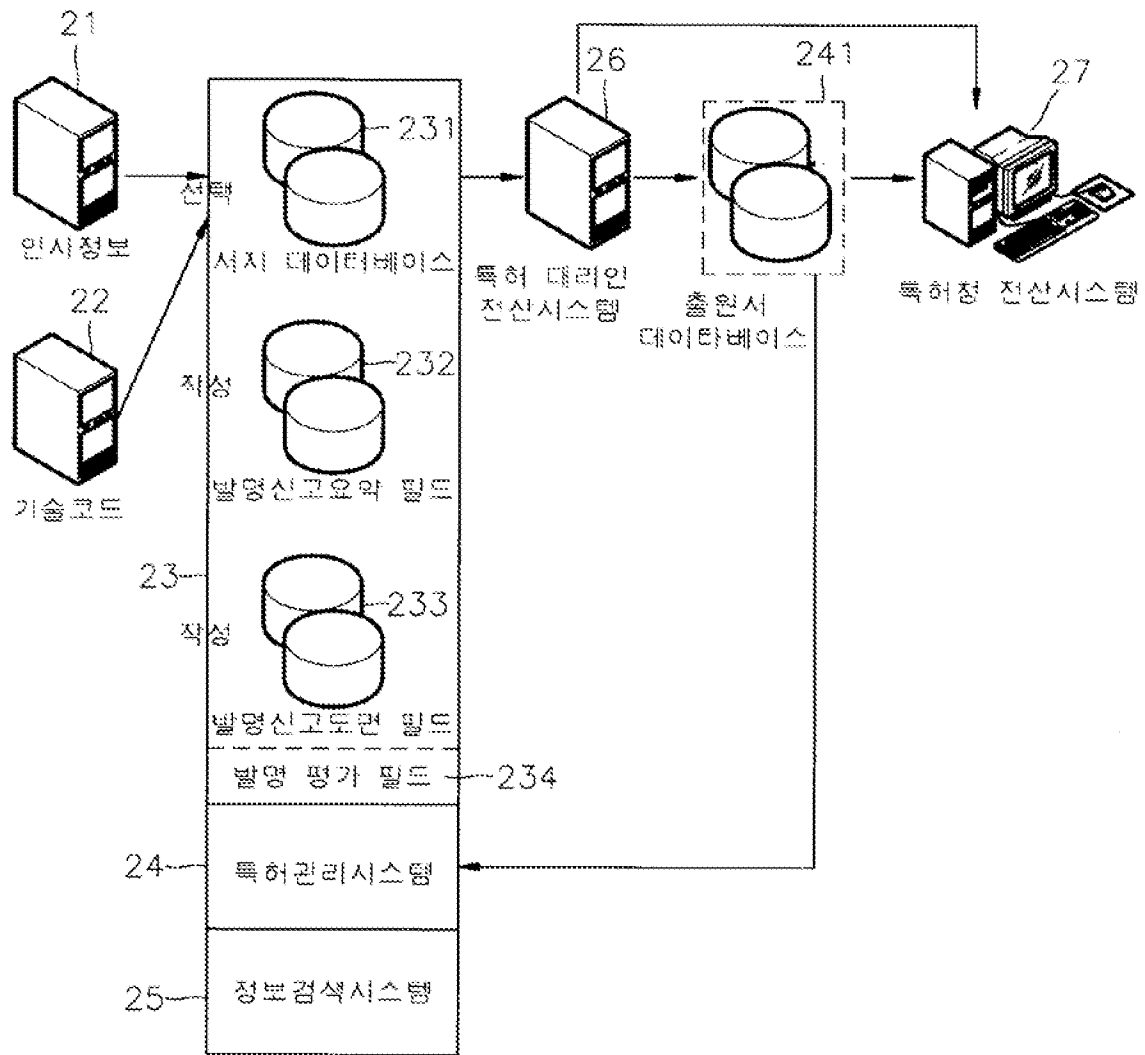 21
26
241
27
231
선택
인사정보
서지 데이터베이스
특허 대리인
전산시스템
출원서
데이타베이스
특허청 전산시스템
22
232
작성
기술코드
발명신고요약 필드
23
233
작성
발명신고도면 필드
발명 평가 필드
234
24
특허관리시스템
25
정보검색시스템